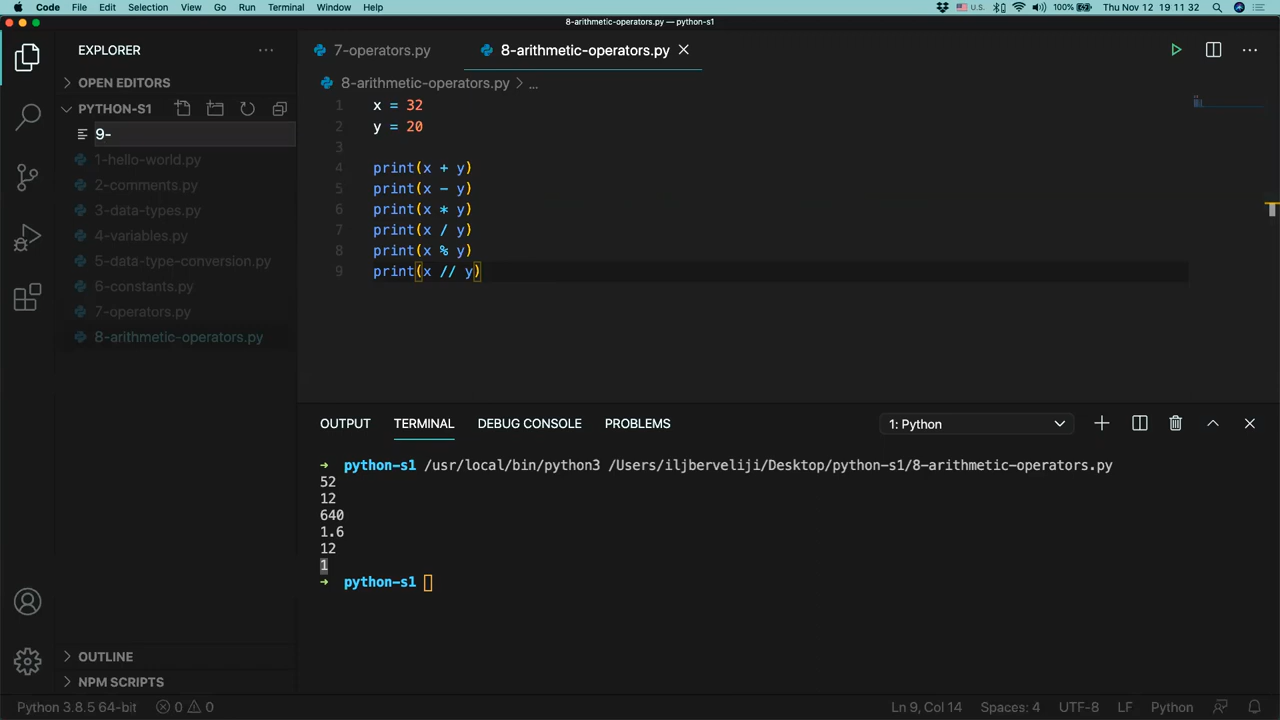 Code File Edit Selection View Go Run Terminal Window Help U.S. 100% Thu Nov 12 19 11 32
8-arithmetic-operators.py — python-s1
EXPLORER
7-operators.py
8-arithmetic-operators.py
OPEN EDITORS
8-arithmetic-operators.py > ...
PYTHON-S1
9-
1-hello-world.py
2-comments.py
3-data-types.py
4-variables.py
5-data-type-conversion.py
6-constants.py
7-operators.py
8-arithmetic-operators.py
1 x = 32
2 y = 20
3
4 print(x + y)
5 print(x - y)
6 print(x * y)
7 print(x / y)
8 print(x % y)
9 print(x // y)
OUTPUT TERMINAL DEBUG CONSOLE PROBLEMS 1: Python
→ python-s1 /usr/local/bin/python3 /Users/iljberveliji/Desktop/python-s1/8-arithmetic-operators.py
52
12
640
1.6
12
1
→ python-s1
OUTLINE
NPM SCRIPTS
Python 3.8.5 64-bit 0 0 Ln 9, Col 14 Spaces: 4 UTF-8 LF Python